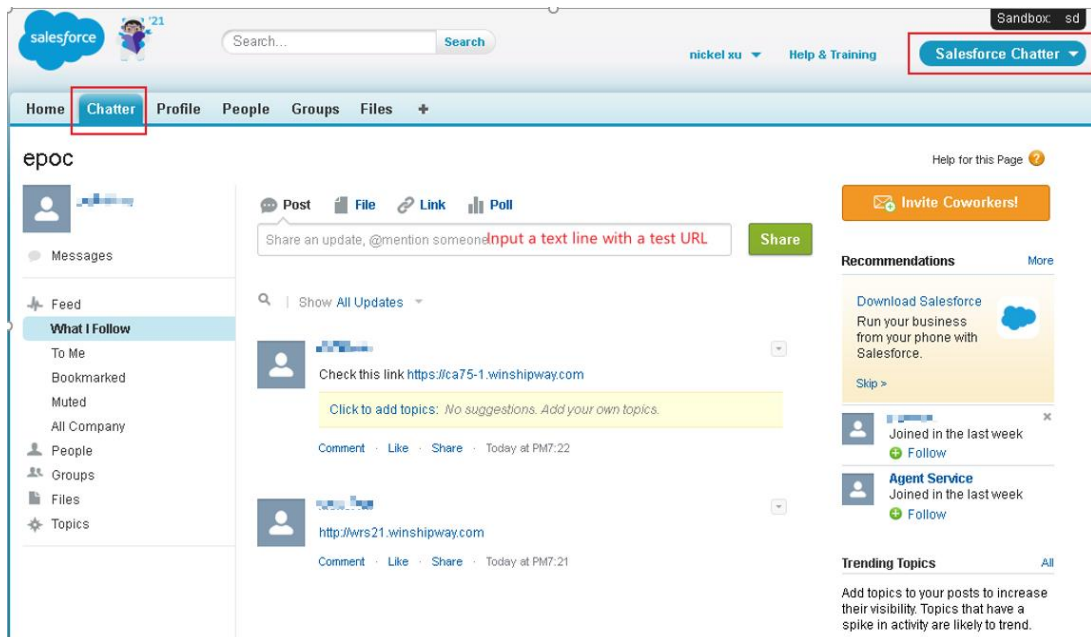 Sandbox: sd
salesforce
'21
Search...
Search
nickel xu
Help & Training
Salesforce Chatter
Home Chatter Profile People Groups Files +
epoc
Help for this Page
Post File Link Poll
Invite Coworkers!
Share an update, @mention someone
Input a text line with a test URL
Share
Messages
Recommendations More
Feed
Show All Updates
What I Follow
To Me
Bookmarked
Muted
All Company
People
Groups
Files
Topics
Check this link https://ca75-1.winshipway.com
Click to add topics: No suggestions. Add your own topics.
Comment · Like · Share · Today at PM7:22
http://wrs21.winshipway.com
Comment · Like · Share · Today at PM7:21
Download Salesforce
Run your business
from your phone with
Salesforce.
Skip »
Joined in the last week
Follow
Agent Service
Joined in the last week
Follow
Trending Topics All
Add topics to your posts to increase
their visibility. Topics that have a
spike in activity are likely to trend.